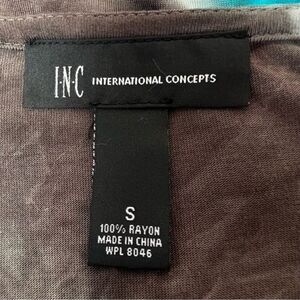 I.N.C INTERNATIONAL CONCEPTS
S
100% RAYON
MADE IN CHINA
WPL 8046